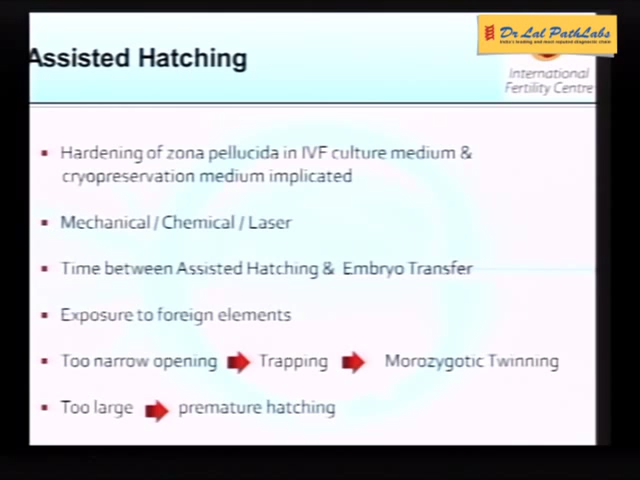 Dr Lal PathLabs
India's leading and most reputed diagnostic chain
Assisted Hatching
International
Fertility Centre
Hardening of zona pellucida in IVF culture medium &
cryopreservation medium implicated
Mechanical / Chemical / Laser
Time between Assisted Hatching & Embryo Transfer
Exposure to foreign elements
Too narrow opening Trapping Morozygotic Twinning
Too large premature hatching